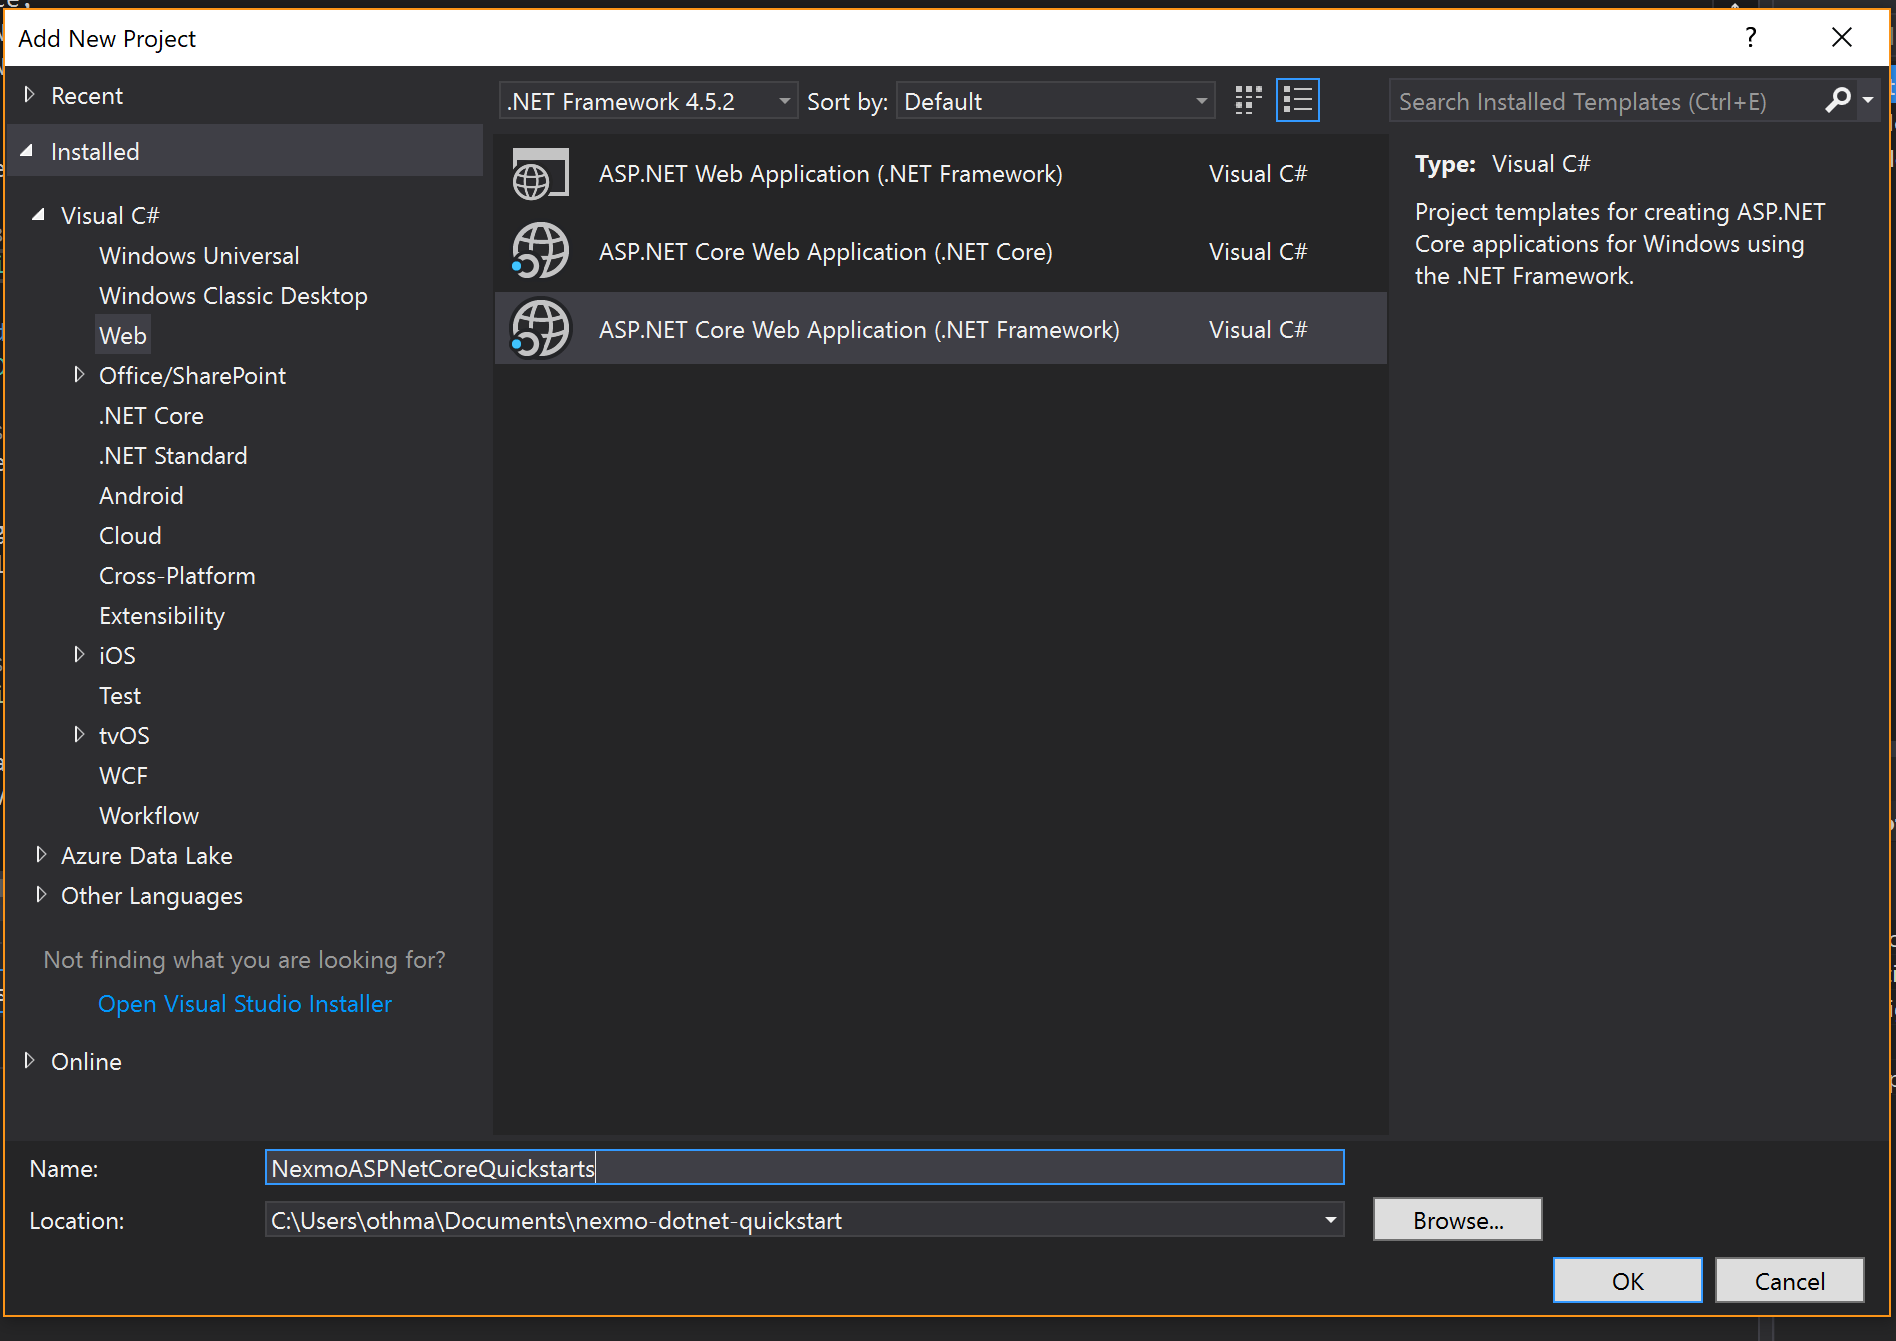 Add New Project
?
Recent
Installed
Visual C#
Windows Universal
Windows Classic Desktop
Web
Office/SharePoint
.NET Core
.NET Standard
Android
Cloud
Cross-Platform
Extensibility
iOS
Test
tvOS
WCF
Workflow
Azure Data Lake
Other Languages
Not finding what you are looking for?
Open Visual Studio Installer
Online
.NET Framework 4.5.2
Sort by:
Default
ASP.NET Web Application (.NET Framework) Visual C#
ASP.NET Core Web Application (.NET Core) Visual C#
ASP.NET Core Web Application (.NET Framework) Visual C#
Search Installed Templates (Ctrl+E)
Type: Visual C#
Project templates for creating ASP.NET
Core applications for Windows using
the .NET Framework.
Name: NexmoASPNetCoreQuickstarts
Location: C:\Users\othma\Documents\nexmo-dotnet-quickstart
Browse...
OK
Cancel